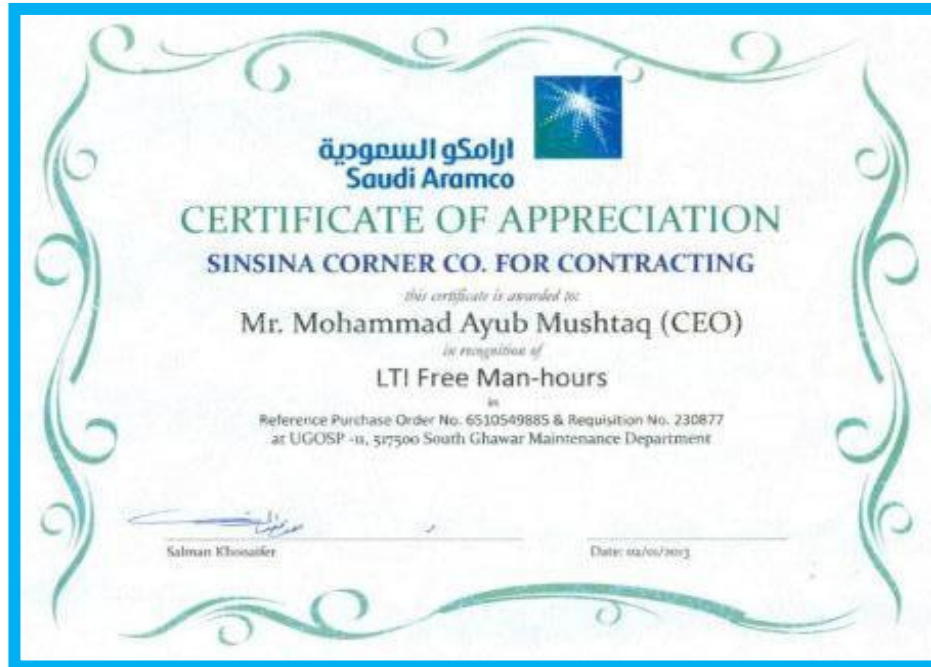 ارامكو السعودية
Saudi Aramco
CERTIFICATE OF APPRECIATION
SINSINA CORNER CO. FOR CONTRACTING
this certificate is awarded to:
Mr. Mohammad Ayub Mushtaq (CEO)
in recognition of
LTI Free Man-hours
in
Reference Purchase Order No. 6510549885 & Requisition No. 230877
at UGOSP -11, 517500 South Ghawar Maintenance Department
Salman Khonaifer
Date: 02/01/2013